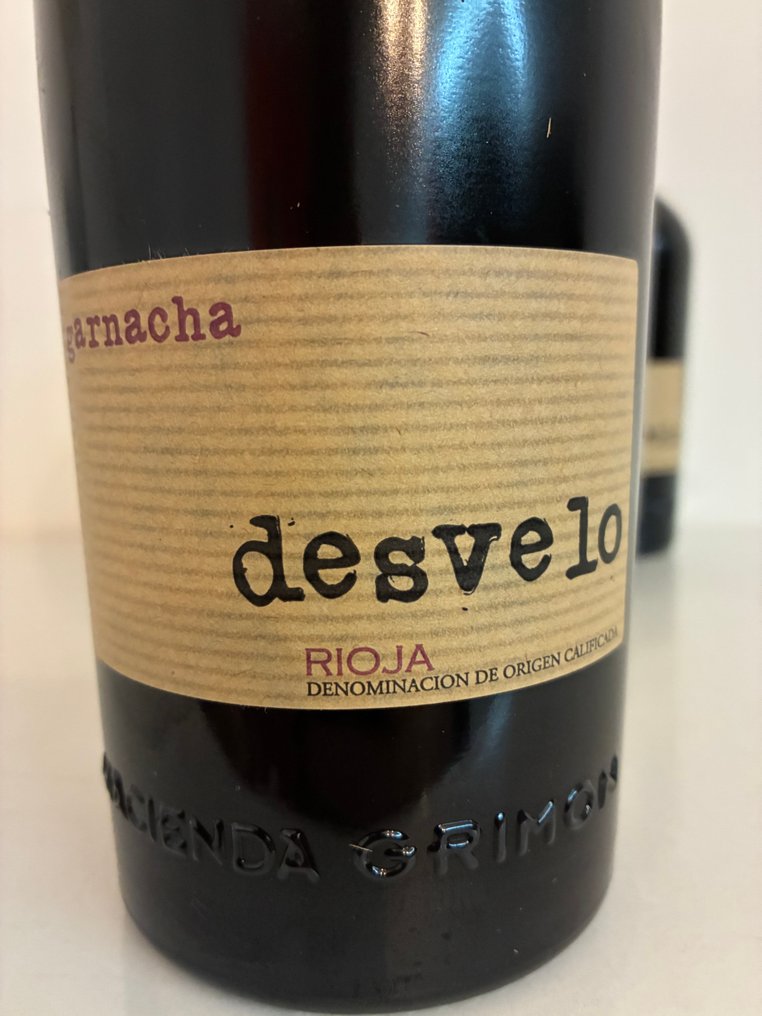 garnacha
desvelo
RIOJA
DENOMINACION DE ORIGEN CALIFICADA
HACIENDA GRIMON